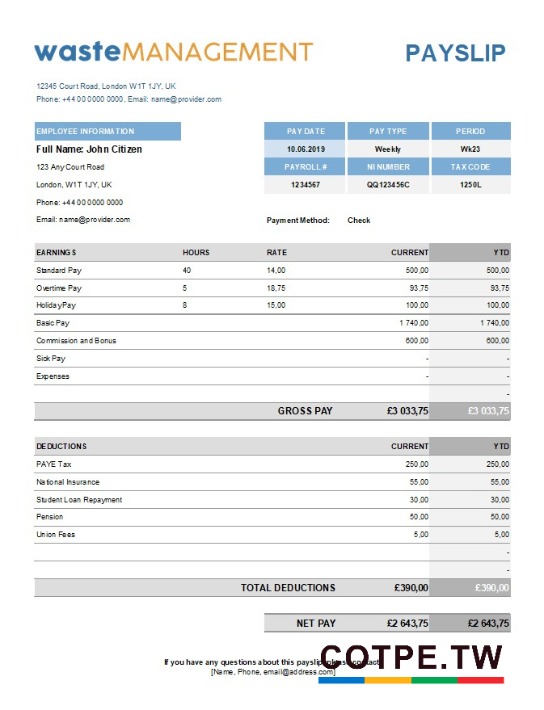 wasteMANAGEMENT PAYSLIP
12345 Court Road, London W1T 1JY, UK
Phone: +44 00 0000 0000, Email: name@provider.com
EMPLOYEE INFORMATION PAY DATE PAY TYPE PERIOD
Full Name: John Citizen 10.06.2019 Weekly Wk23
123 Any Court Road PAYROLL # NI NUMBER TAX CODE
London, W1T 1JY, UK 1234567 QQ123456C 1250L
Phone: +44 00 0000 0000
Email: name@provider.com Payment Method: Check
EARNINGS HOURS RATE CURRENT YTD
Standard Pay 40 14,00 500,00 500,00
Overtime Pay 5 18,75 93,75 93,75
Holiday Pay 8 15,00 100,00 100,00
Basic Pay 1 740,00 1 740,00
Commission and Bonus 600,00 600,00
Sick Pay - -
Expenses - -
-
GROSS PAY £3 033,75 £3 033,75
DEDUCTIONS CURRENT YTD
PAYE Tax 250,00 250,00
National Insurance 55,00 55,00
Student Loan Repayment 30,00 30,00
Pension 50,00 50,00
Union Fees 5,00 5,00
-
-
TOTAL DEDUCTIONS £390,00 £390,00
NET PAY £2 643,75 £2 643,75
If you have any questions about this payslip, contact
[Name, Phone, email@address.com]
COTPE.TW